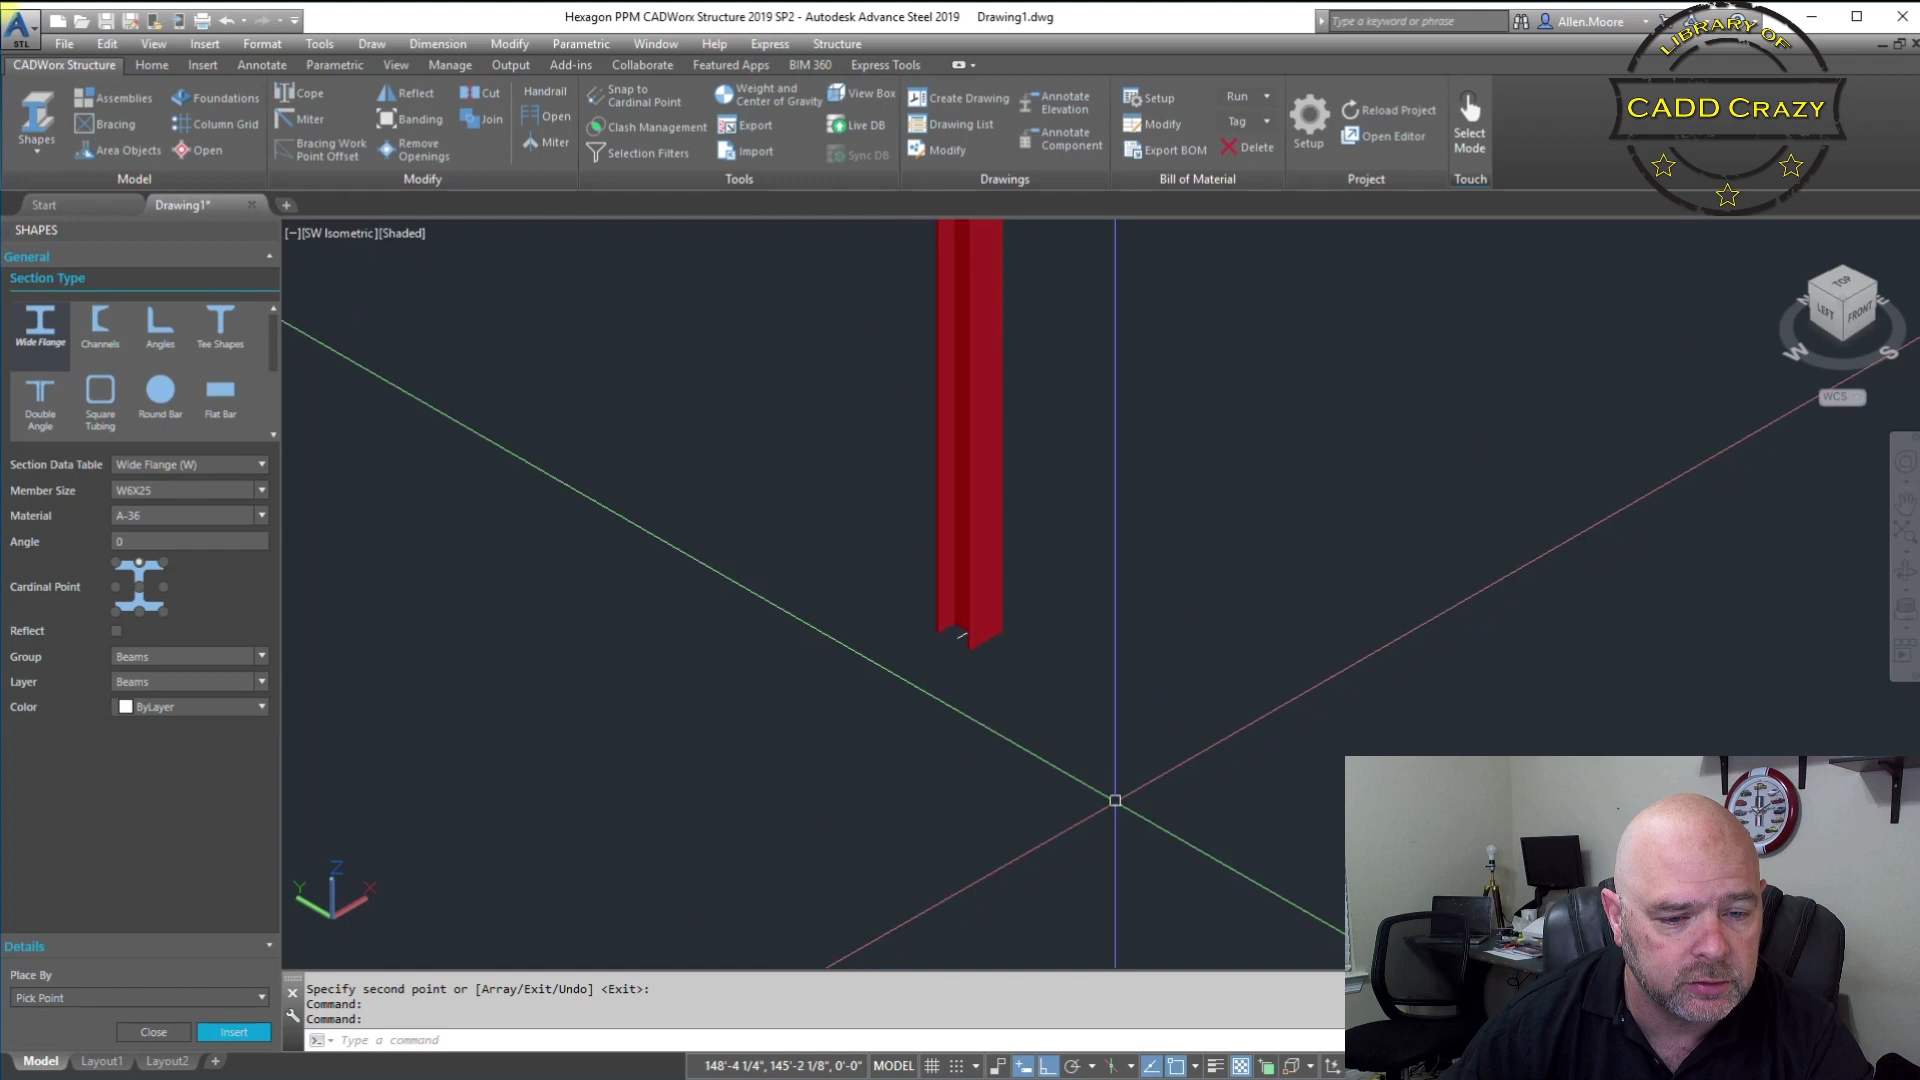 Hexagon PPM CADWorx Structure 2019 SP2 - Autodesk Advance Steel 2019 Drawing1.dwg
Type a keyword or phrase
Allen.Moore
STL
File Edit View Insert Format Tools Draw Dimension Modify Parametric Window Help Express Structure
CADWorx Structure Home Insert Annotate Parametric View Manage Output Add-ins Collaborate Featured Apps BIM 360 Express Tools
Shapes
Assemblies
Bracing
Area Objects
Foundations
Column Grid
Open
Model
Cope
Miter
Bracing Work
Point Offset
Reflect
Banding
Remove
Openings
Cut
Join
Modify
Handrail
Open
Miter
Snap to
Cardinal Point
Clash Management
Selection Filters
Weight and
Center of Gravity
Export
Import
View Box
Live DB
Sync DB
Tools
Create Drawing
Drawing List
Modify
Annotate
Elevation
Annotate
Component
Drawings
Setup
Modify
Export BOM
Run
Tag
Delete
Bill of Material
Setup
Reload Project
Open Editor
Project
Select
Mode
Touch
LIBRARY OF
CADD CRAZY
Start
Drawing1*
SHAPES
General
Section Type
Wide Flange Channels Angles Tee Shapes
Double
Angle
Square
Tubing
Round Bar
Flat Bar
Section Data Table Wide Flange (W)
Member Size W6X25
Material A-36
Angle 0
Cardinal Point
Reflect
Group Beams
Layer Beams
Color ByLayer
Details
Place By
Pick Point
Close Insert
[−][SW Isometric][Shaded]
TOP
LEFT
FRONT
W
S
WCS
Z
Y
X
Specify second point or [Array/Exit/Undo] <Exit>:
Command:
Command:
Type a command
Model Layout1 Layout2
148'-4 1/4", 145'-2 1/8", 0'-0" MODEL